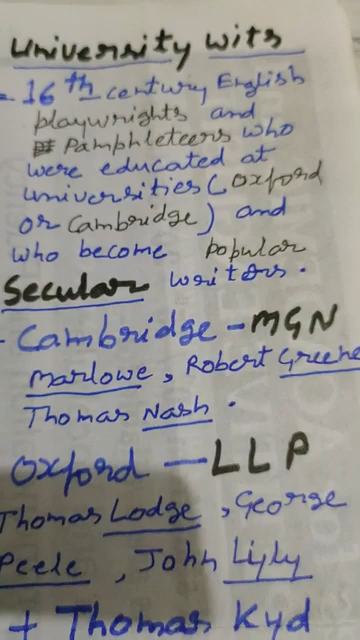 University Wits
- 16th century English
playwrights and
Pamphleteers who
were educated at
universities (Oxford
or Cambridge) and
who become popular
Secular writers.
- Cambridge - MGN
Marlowe, Robert Greene
Thomas Nash.
Oxford - LLP
Thomas Lodge, George
Peele, John Lyly
+ Thomas Kyd